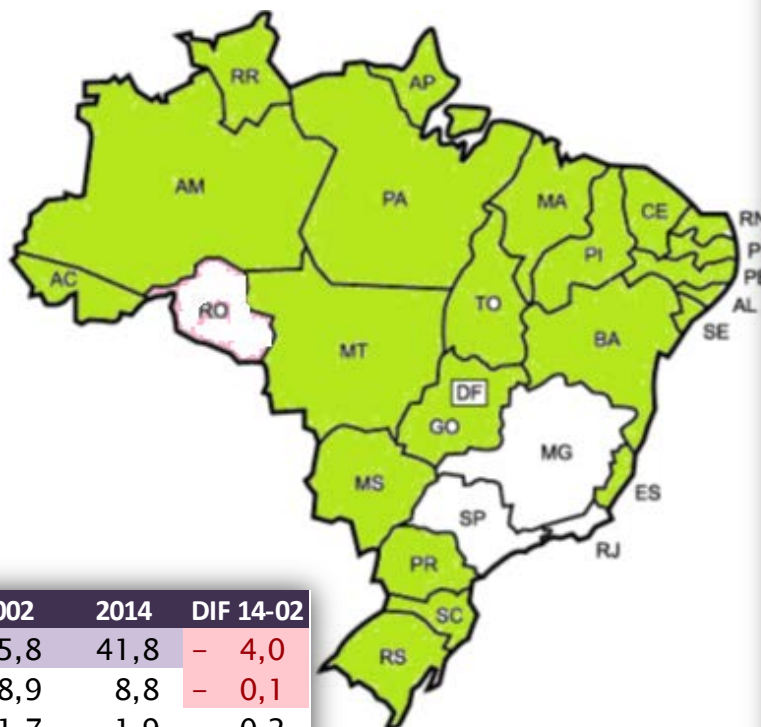 RR
AP
AM
PA
MA
CE
RN
PI
AC
TO
AL
RO
BA
SE
MT
DF
GO
MG
MS
ES
SP
RJ
PR
SC
RS
2014 DIF 14-02
5,8 41,8 – 4,0
8,9 8,8 – 0,1
1,9